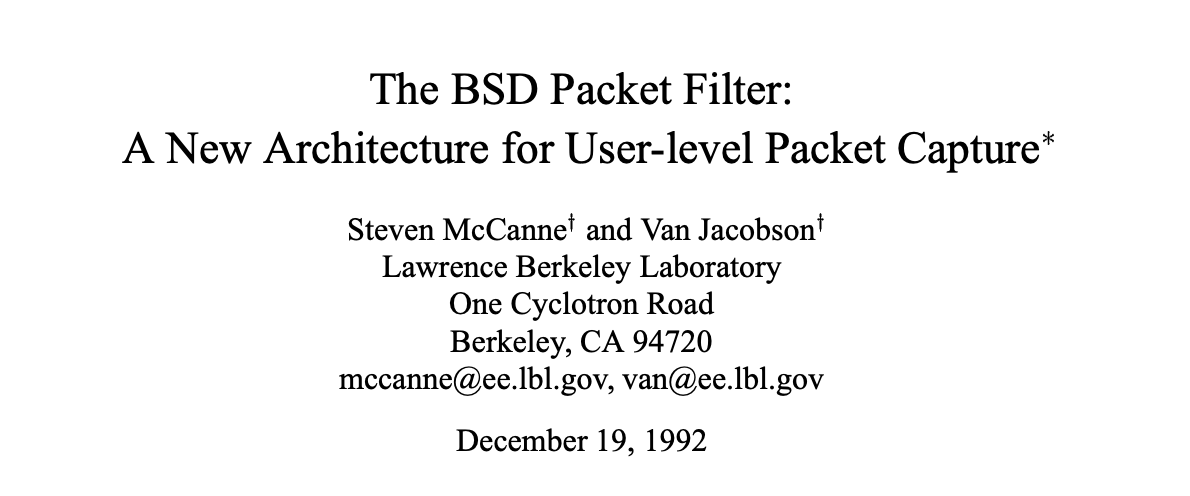 The BSD Packet Filter:
A New Architecture for User-level Packet Capture*
Steven McCanne† and Van Jacobson†
Lawrence Berkeley Laboratory
One Cyclotron Road
Berkeley, CA 94720
mccanne@ee.lbl.gov, van@ee.lbl.gov
December 19, 1992